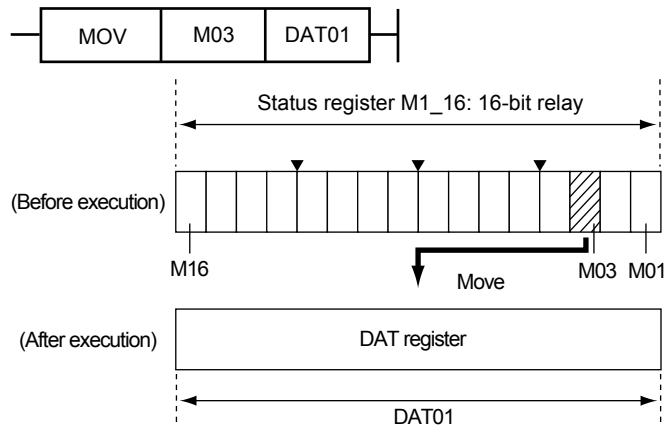 MOV M03 DAT01
Status register M1_16: 16-bit relay
(Before execution)
M16 M03 M01
Move
(After execution) DAT register
DAT01